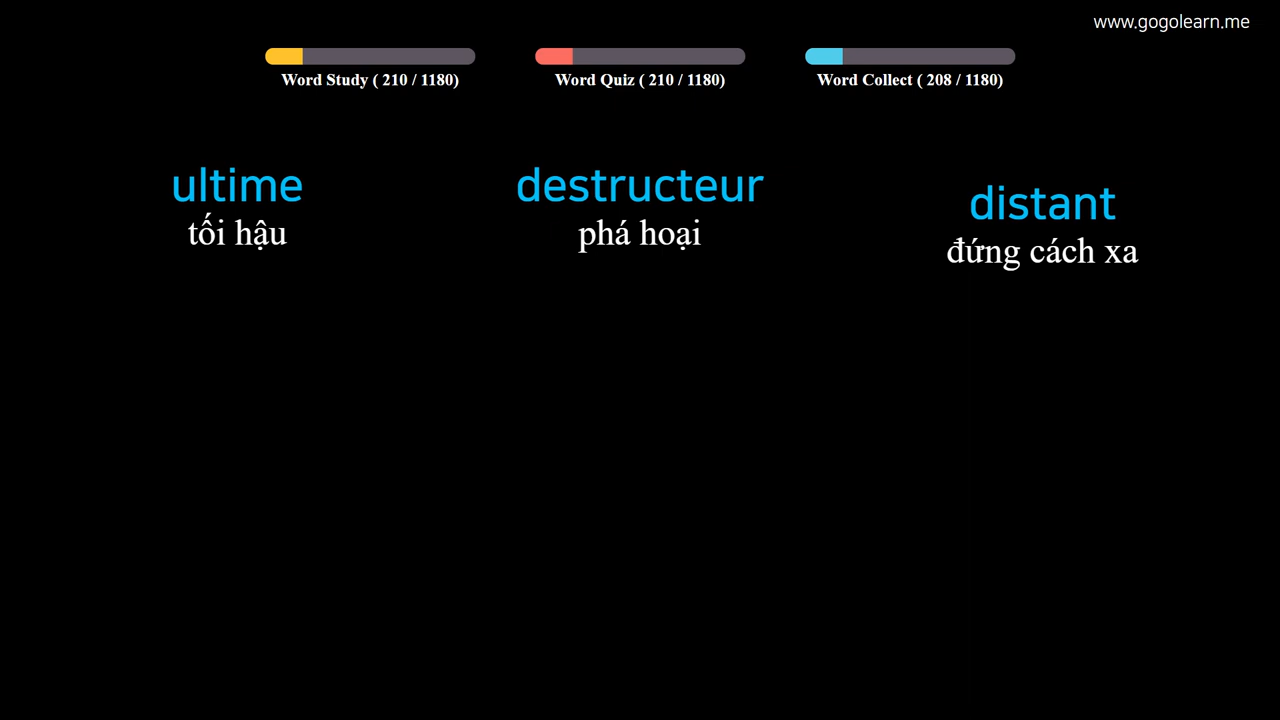 www.gogolearn.me
Word Study ( 210 / 1180)
Word Quiz ( 210 / 1180)
Word Collect ( 208 / 1180)
ultime
tối hậu
destructeur
phá hoại
distant
đứng cách xa